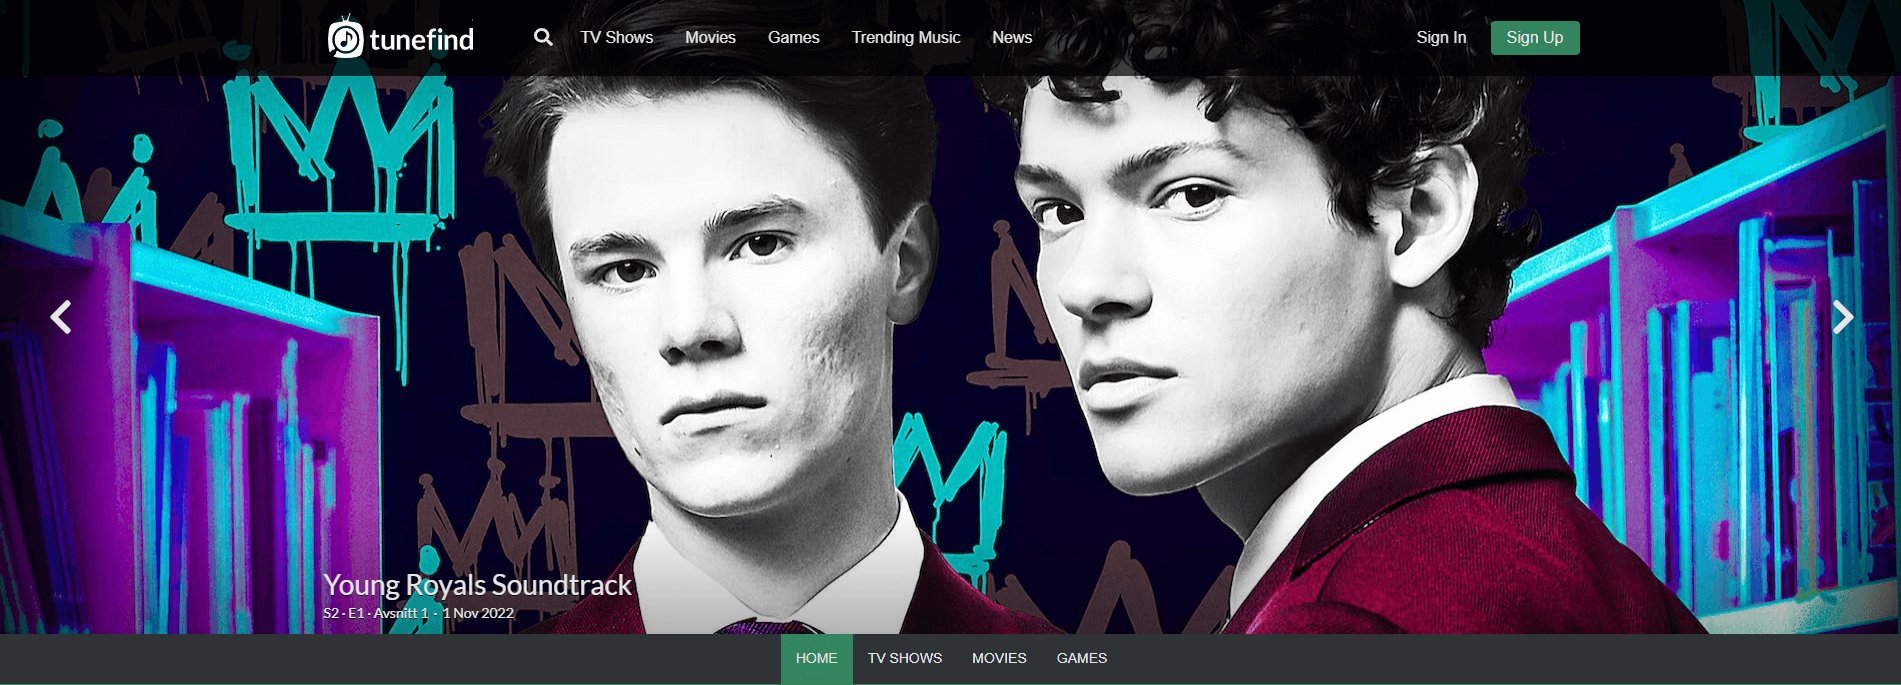 tunefind
TV Shows
Movies
Games
Trending Music
News
Sign In
Sign Up
Young Royals Soundtrack
S2 · E1 · Avsnitt 1 · 1 Nov 2022
HOME
TV SHOWS
MOVIES
GAMES